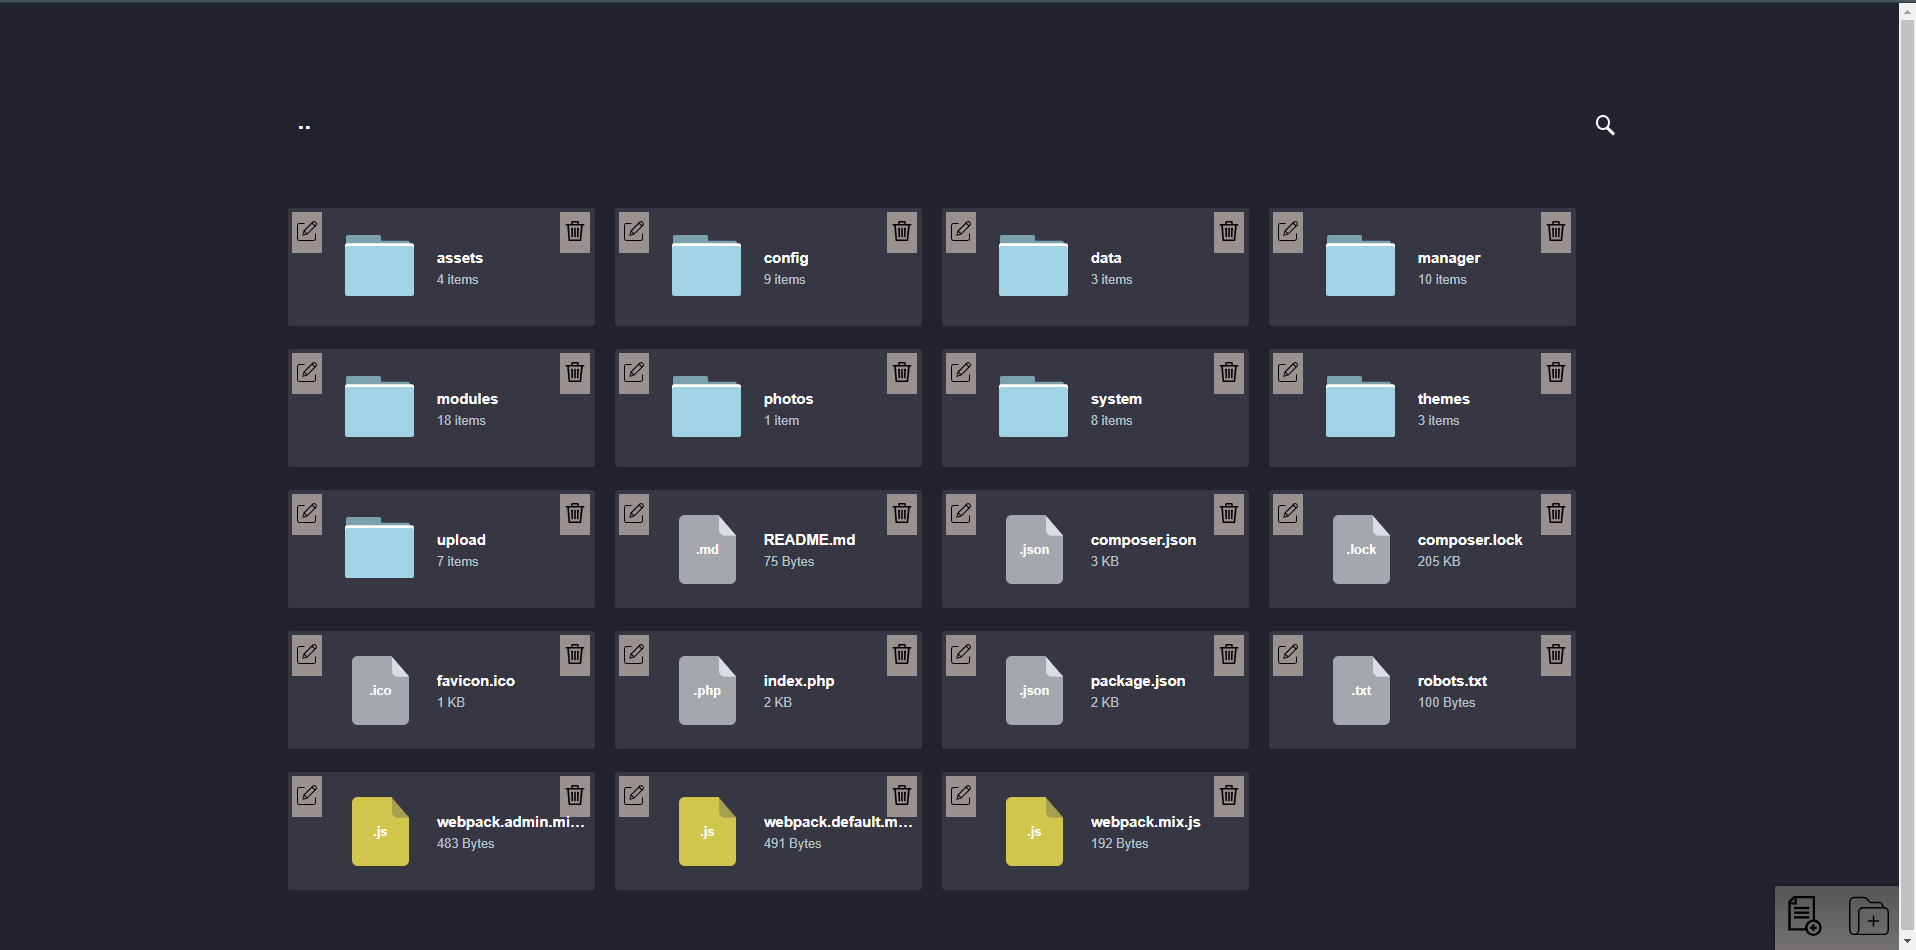 ..
assets
4 items
config
9 items
data
3 items
manager
10 items
modules
18 items
photos
1 item
system
8 items
themes
3 items
upload
7 items
.md
README.md
75 Bytes
.json
composer.json
3 KB
.lock
composer.lock
205 KB
.ico
favicon.ico
1 KB
.php
index.php
2 KB
.json
package.json
2 KB
.txt
robots.txt
100 Bytes
.js
webpack.admin.mi...
483 Bytes
.js
webpack.default.m...
491 Bytes
.js
webpack.mix.js
192 Bytes